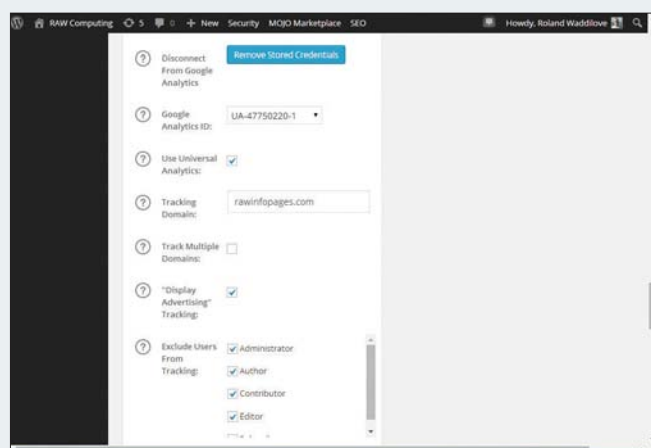 RAW Computing 5 0 + New Security MOJO Marketplace SEO Howdy, Roland Waddilove
? Disconnect From Google Analytics
Remove Stored Credentials
? Google Analytics ID:
UA-47750220-1
? Use Universal Analytics:
? Tracking Domain:
rawinfopages.com
? Track Multiple Domains:
? "Display Advertising" Tracking:
? Exclude Users From Tracking:
Administrator
Author
Contributor
Editor